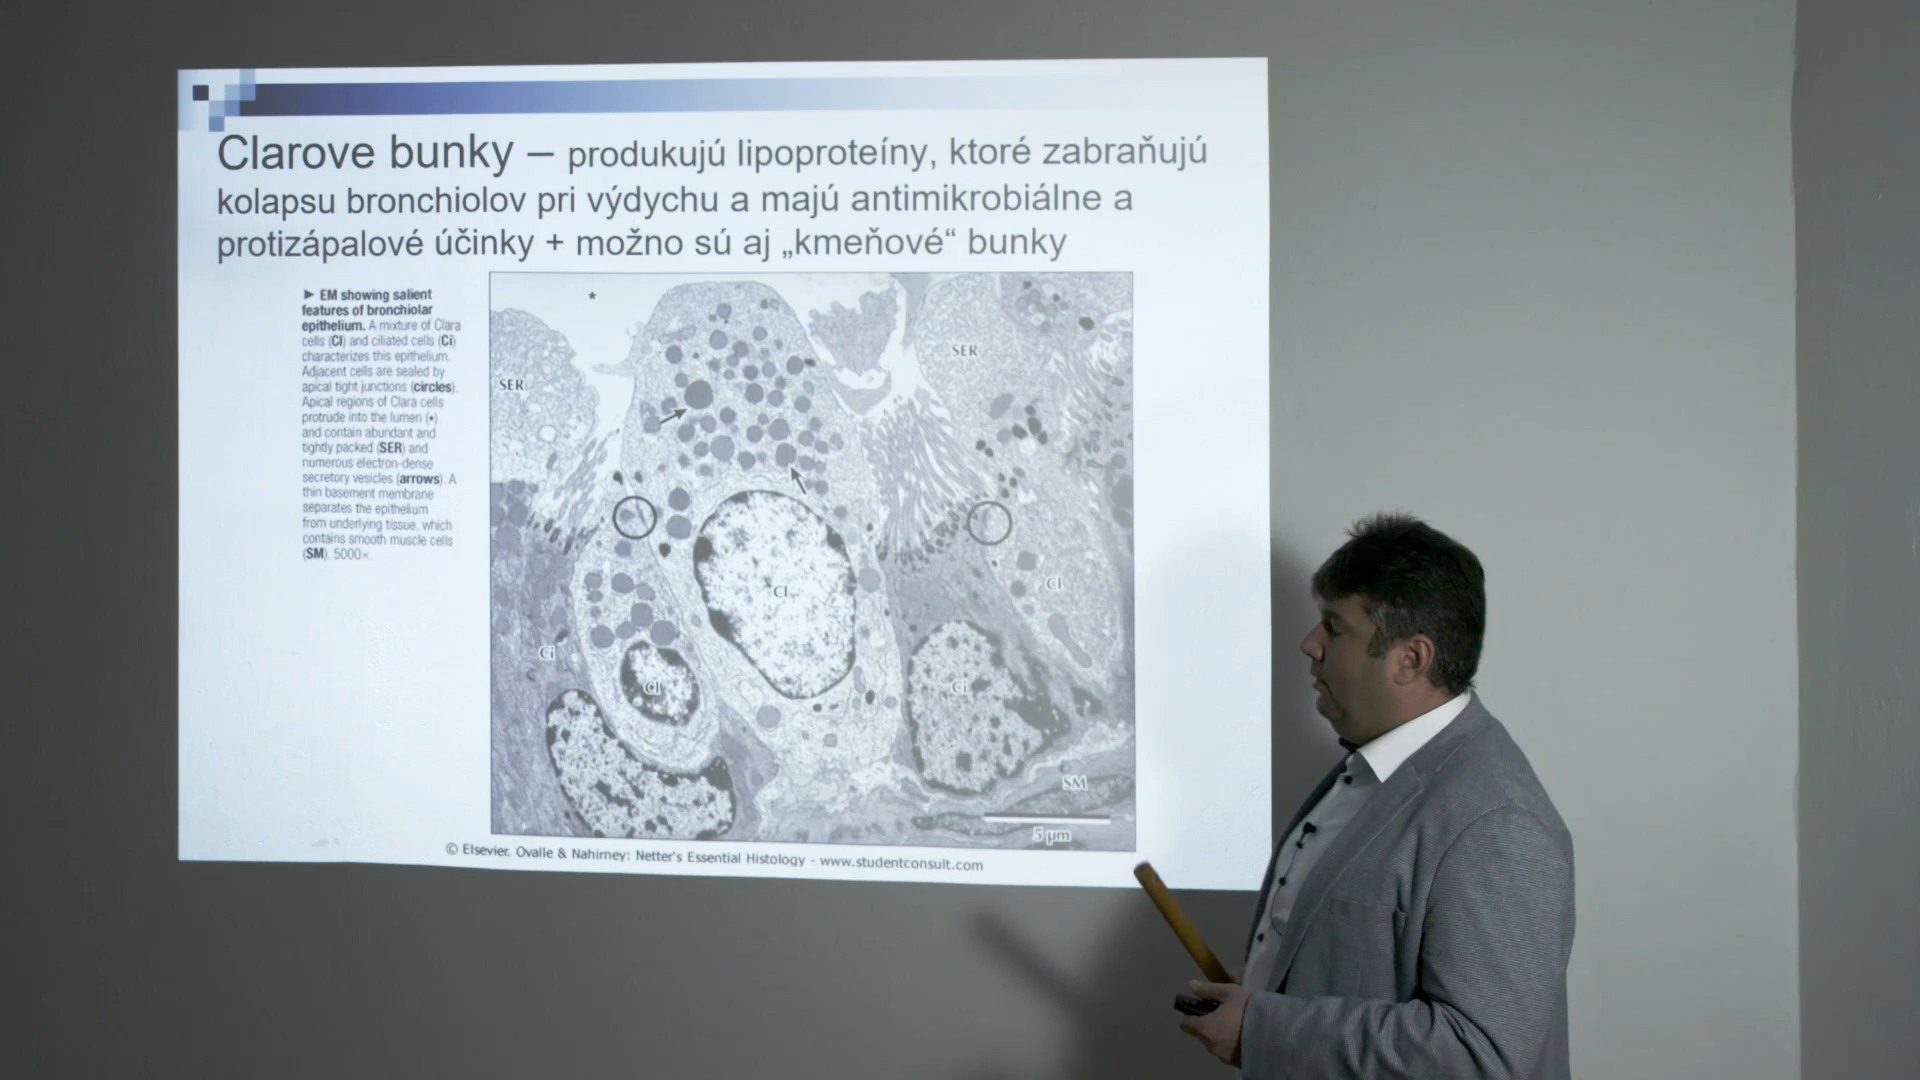 Clarove bunky – produkujú lipoproteíny, ktoré zabraňujú
kolapsu bronchiolov pri výdychu a majú antimikrobiálne a
protizápalové účinky + možno sú aj „kmeňové“ bunky
► EM showing salient
features of bronchiolar
epithelium. A mixture of Clara
cells (Cl) and ciliated cells (Ci)
characterizes this epithelium.
Adjacent cells are sealed by
apical tight junctions (circles).
Apical regions of Clara cells
protrude into the lumen (*)
and contain abundant and
tightly packed (SER) and
numerous electron-dense
secretory vesicles (arrows). A
thin basement membrane
separates the epithelium
from underlying tissue, which
contains smooth muscle cells
(SM). 5000×.
*
SER
SER
Cl
Cl
Ci
Cl
Ci
SM
5 µm
© Elsevier. Ovalle & Nahirney: Netter's Essential Histology - www.studentconsult.com